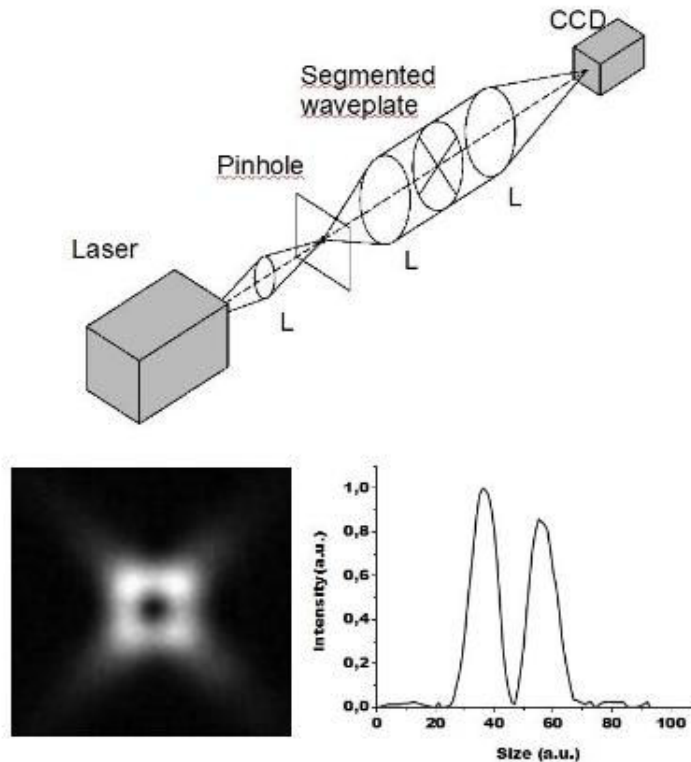 CCD
Segmented
waveplate
Pinhole
L
Laser
L
L
1,0
0,8
0,6
0,4
0,2
0,0
Intensity (a.u.)
0 20 40 60 80 100
Size (a.u.)